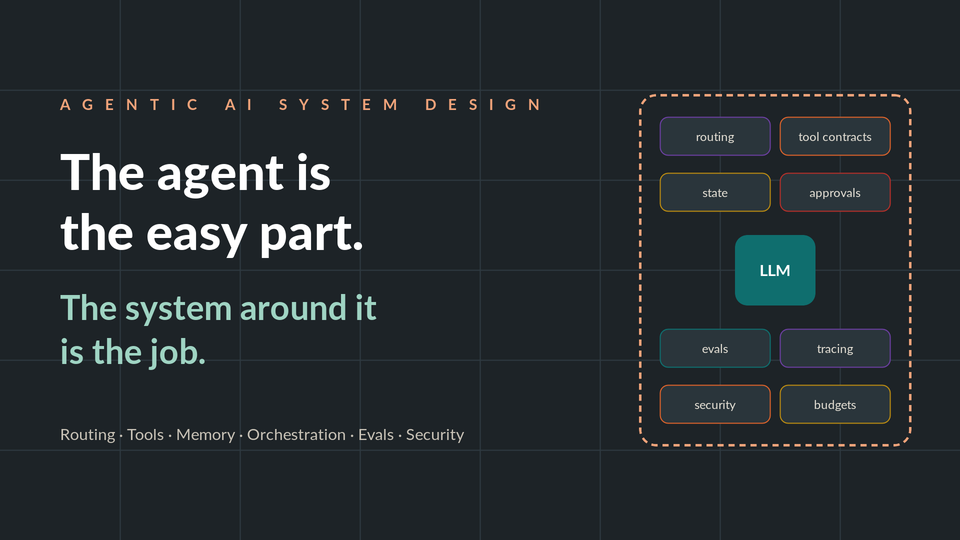 AGENTIC AI SYSTEM DESIGN
The agent is
the easy part.
The system around it
is the job.
Routing · Tools · Memory · Orchestration · Evals · Security
routing
tool contracts
state
approvals
LLM
evals
tracing
security
budgets